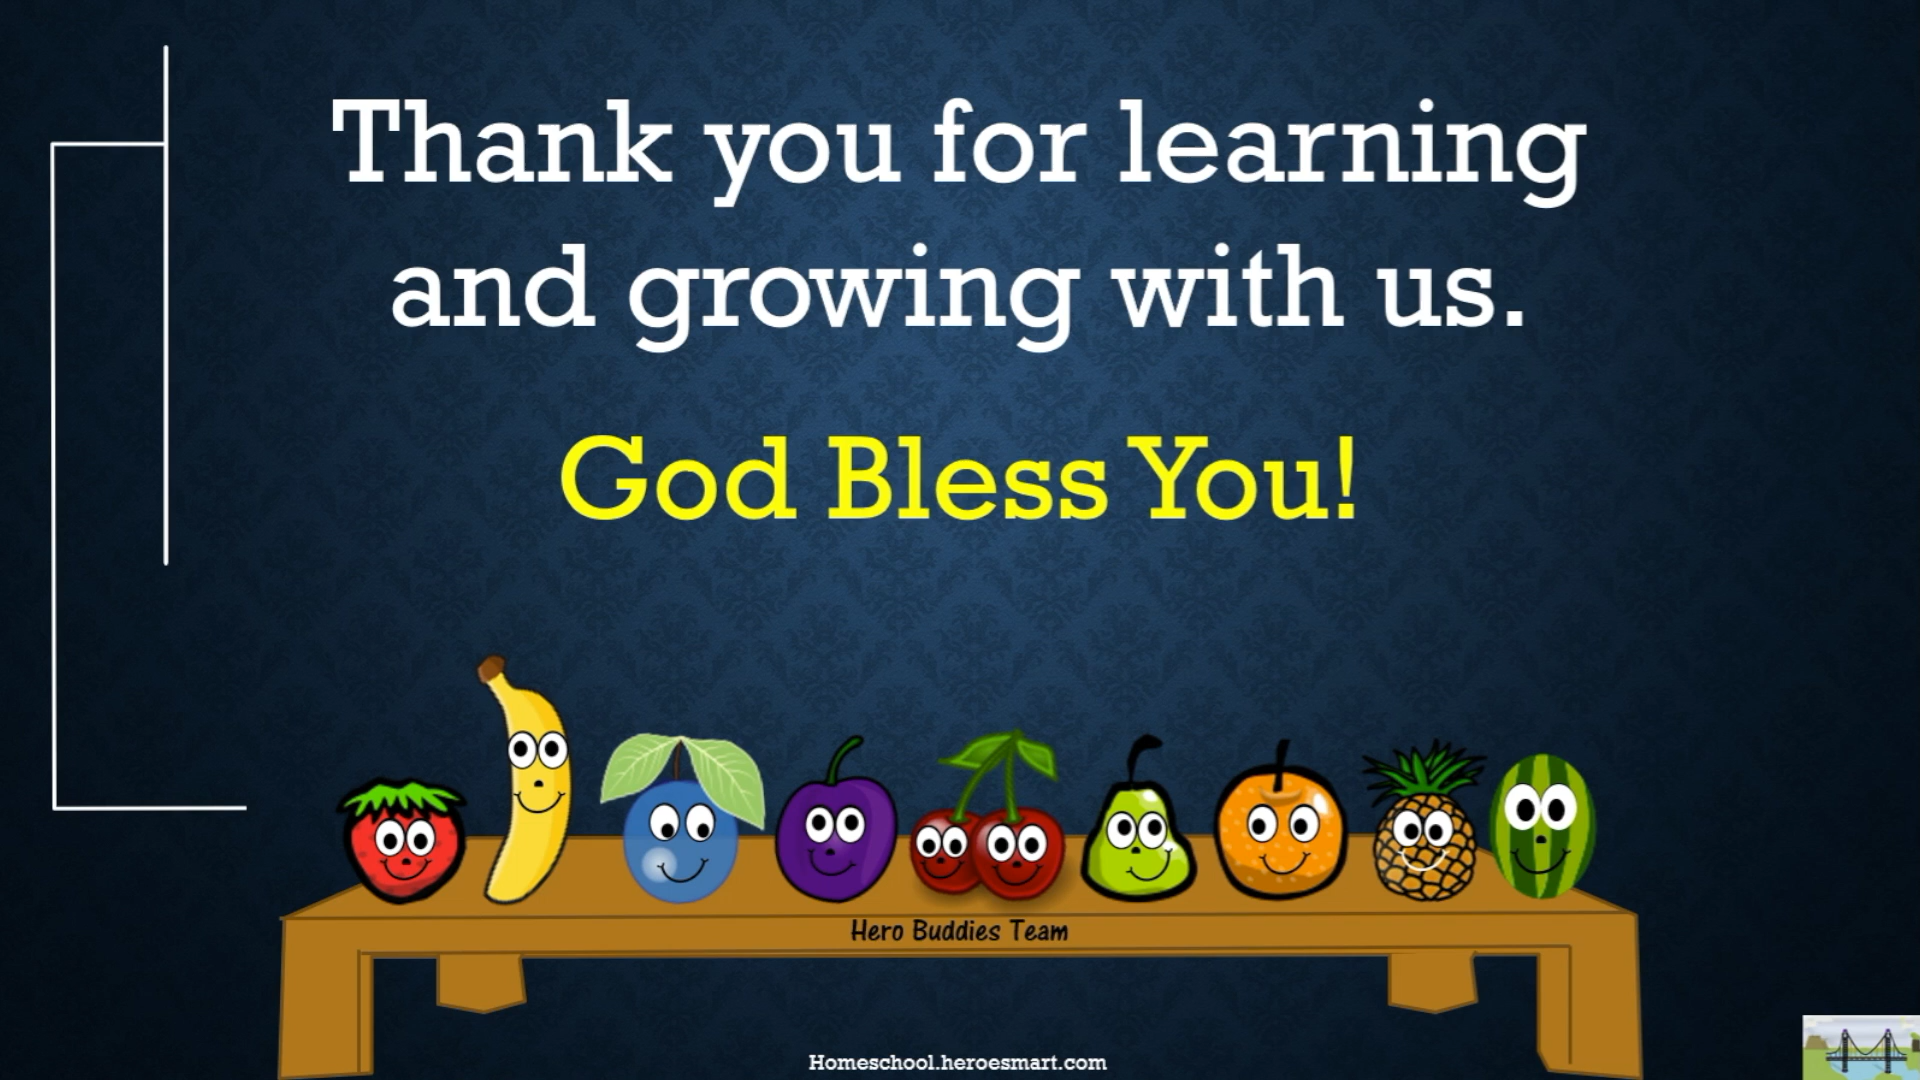 Thank you for learning
and growing with us.
God Bless You!
Hero Buddies Team
Homeschool.heroesmart.com